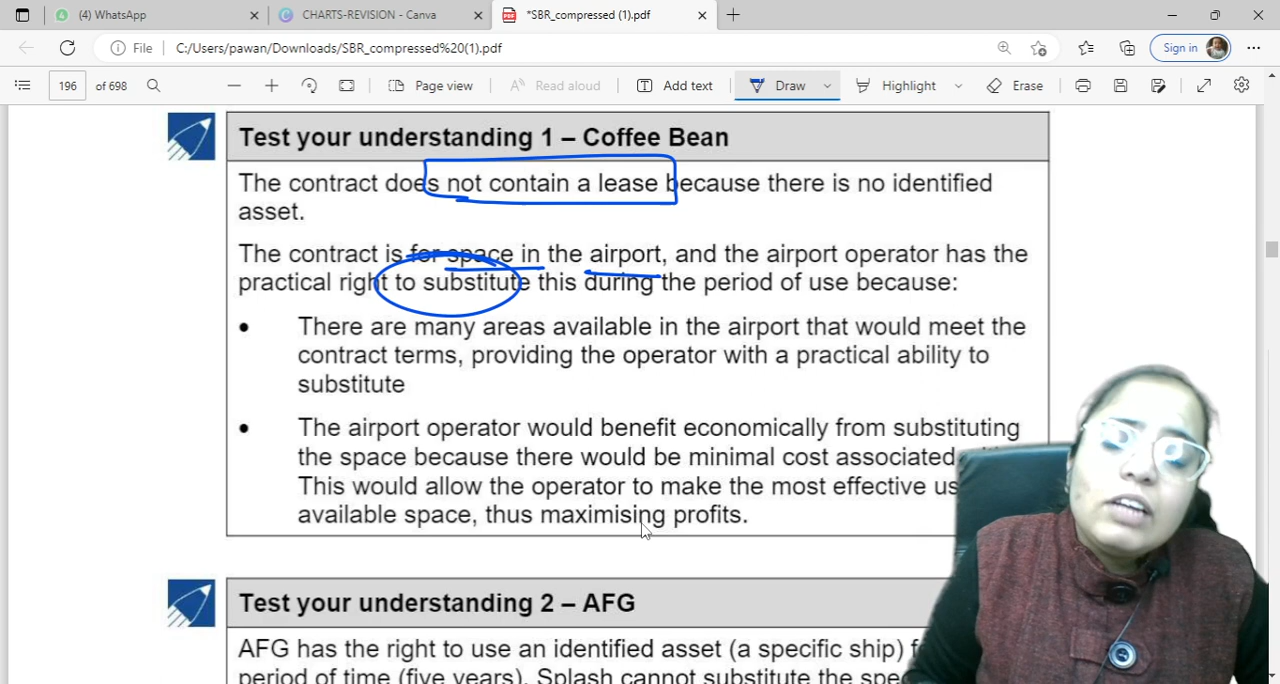 (4) WhatsApp
CHARTS-REVISION - Canva
PDF
*SBR_compressed (1).pdf
File
C:/Users/pawan/Downloads/SBR_compressed%20(1).pdf
Sign in
196 of 698
Page view
Read aloud
Add text
Draw
Highlight
Erase
Test your understanding 1 – Coffee Bean
The contract does not contain a lease because there is no identified
asset.
The contract is for space in the airport, and the airport operator has the
practical right to substitute this during the period of use because:
• There are many areas available in the airport that would meet the
contract terms, providing the operator with a practical ability to
substitute
• The airport operator would benefit economically from substituting
the space because there would be minimal cost associated
This would allow the operator to make the most effective
available space, thus maximising profits.
Test your understanding 2 – AFG
AFG has the right to use an identified asset (a specific ship)
period of time (five years). Splash cannot substitute the